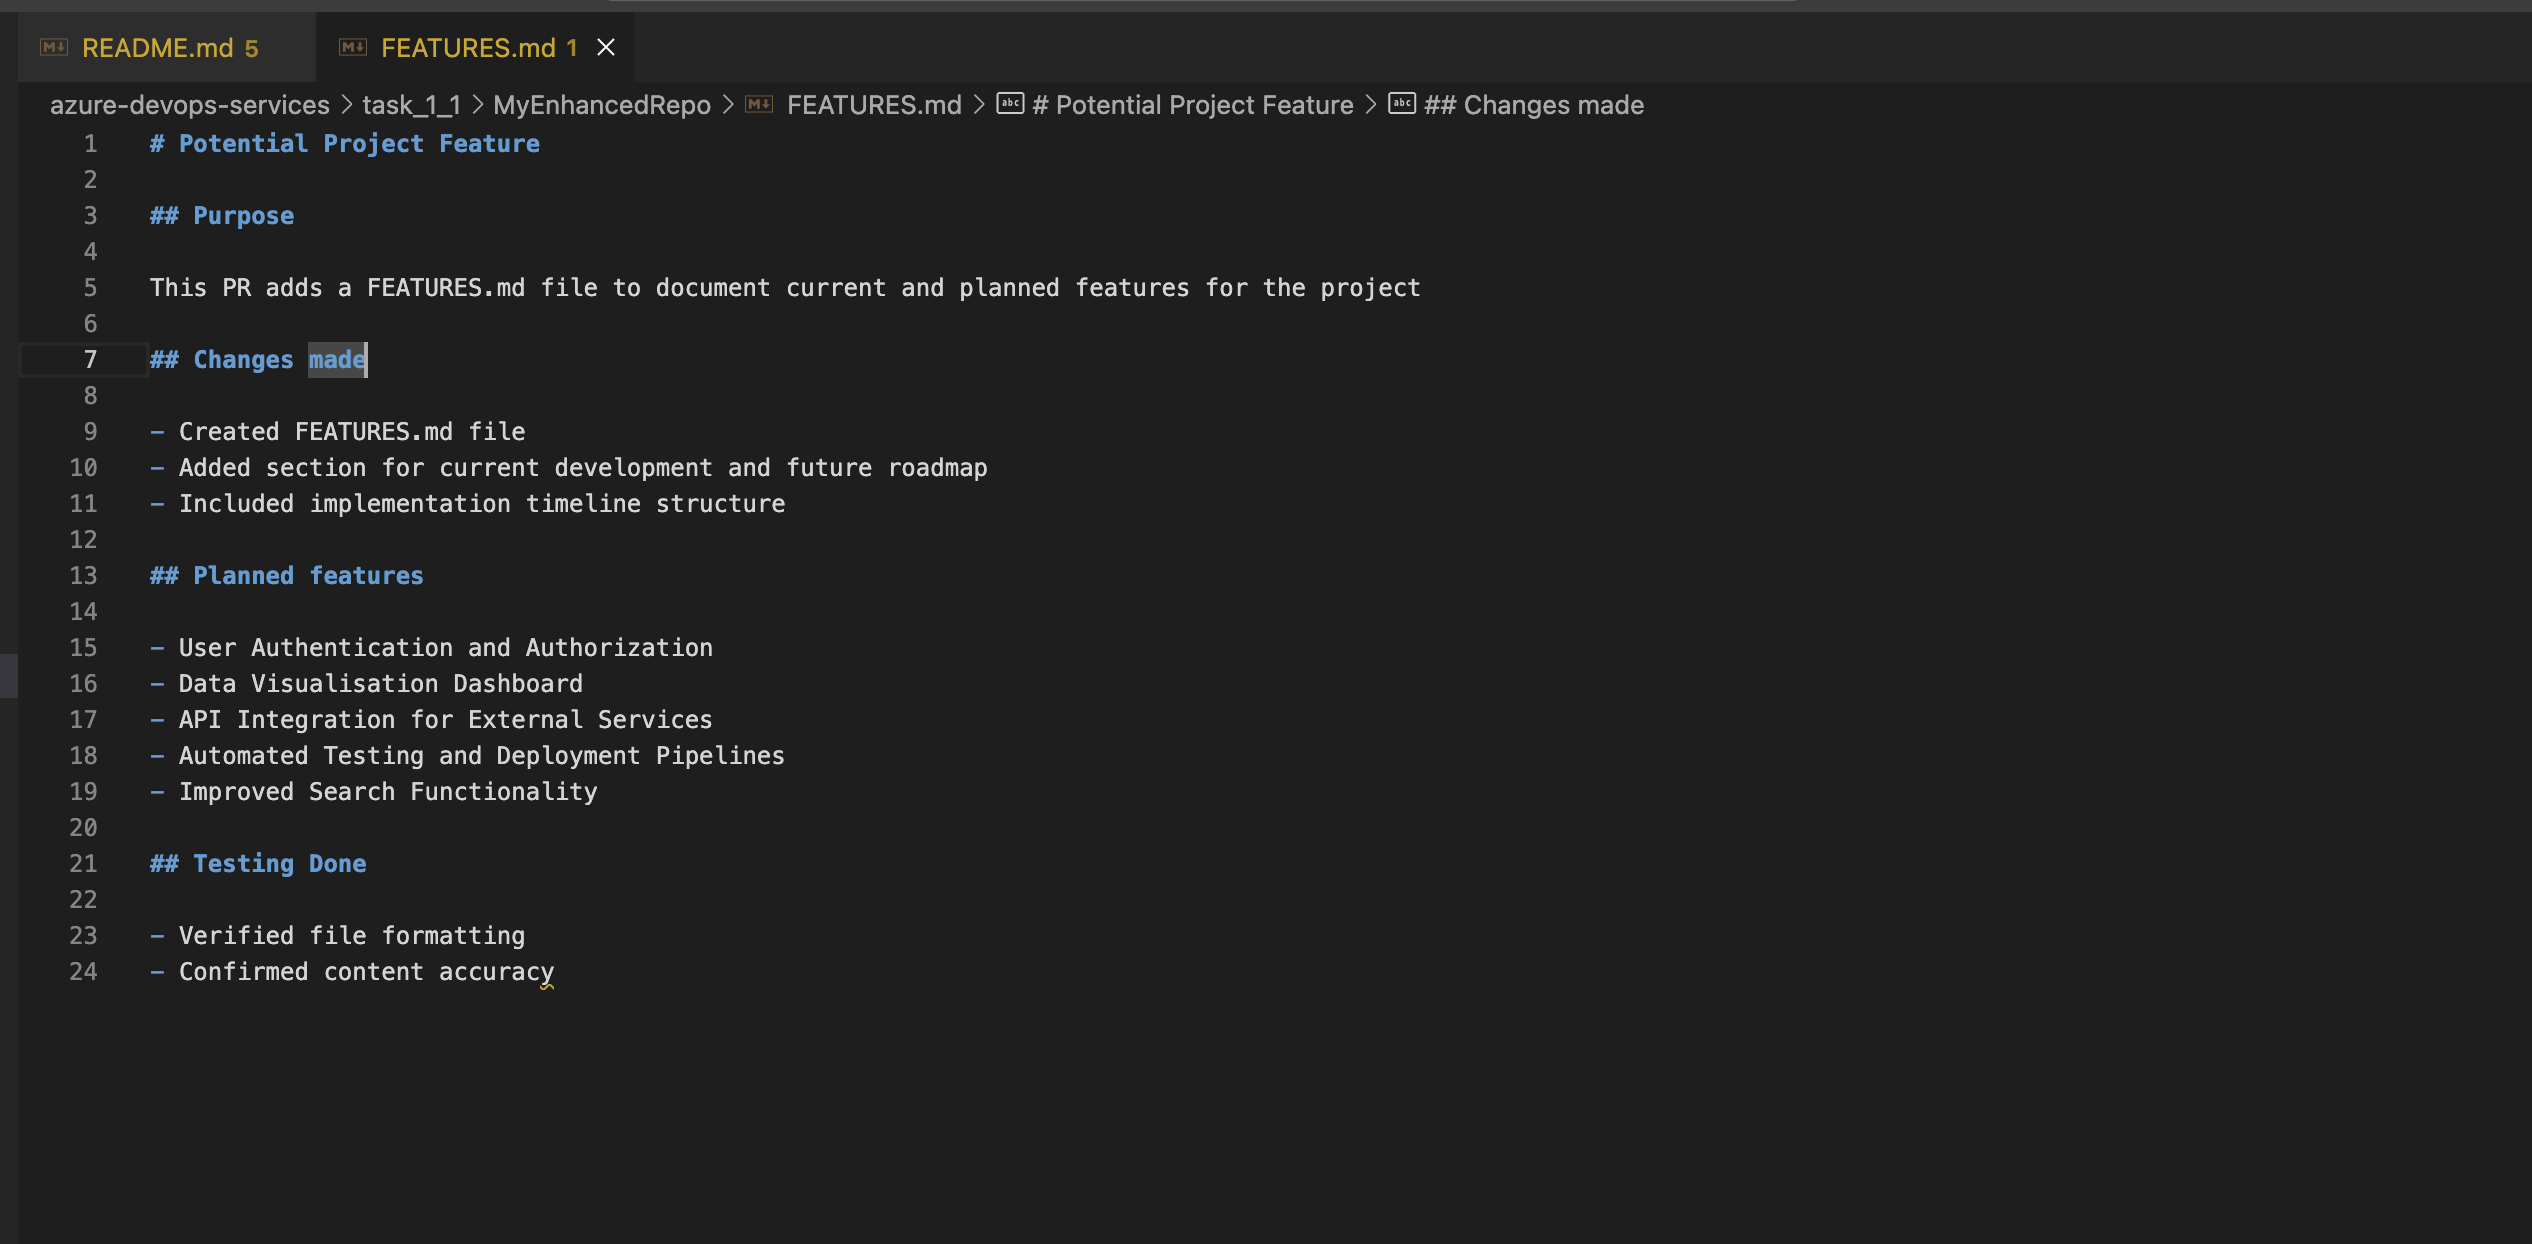 README.md 5
FEATURES.md 1
azure-devops-services > task_1_1 > MyEnhancedRepo > FEATURES.md > abc # Potential Project Feature > abc ## Changes made
1 # Potential Project Feature
2
3 ## Purpose
4
5 This PR adds a FEATURES.md file to document current and planned features for the project
6
7 ## Changes made
8
9 - Created FEATURES.md file
10 - Added section for current development and future roadmap
11 - Included implementation timeline structure
12
13 ## Planned features
14
15 - User Authentication and Authorization
16 - Data Visualisation Dashboard
17 - API Integration for External Services
18 - Automated Testing and Deployment Pipelines
19 - Improved Search Functionality
20
21 ## Testing Done
22
23 - Verified file formatting
24 - Confirmed content accuracy